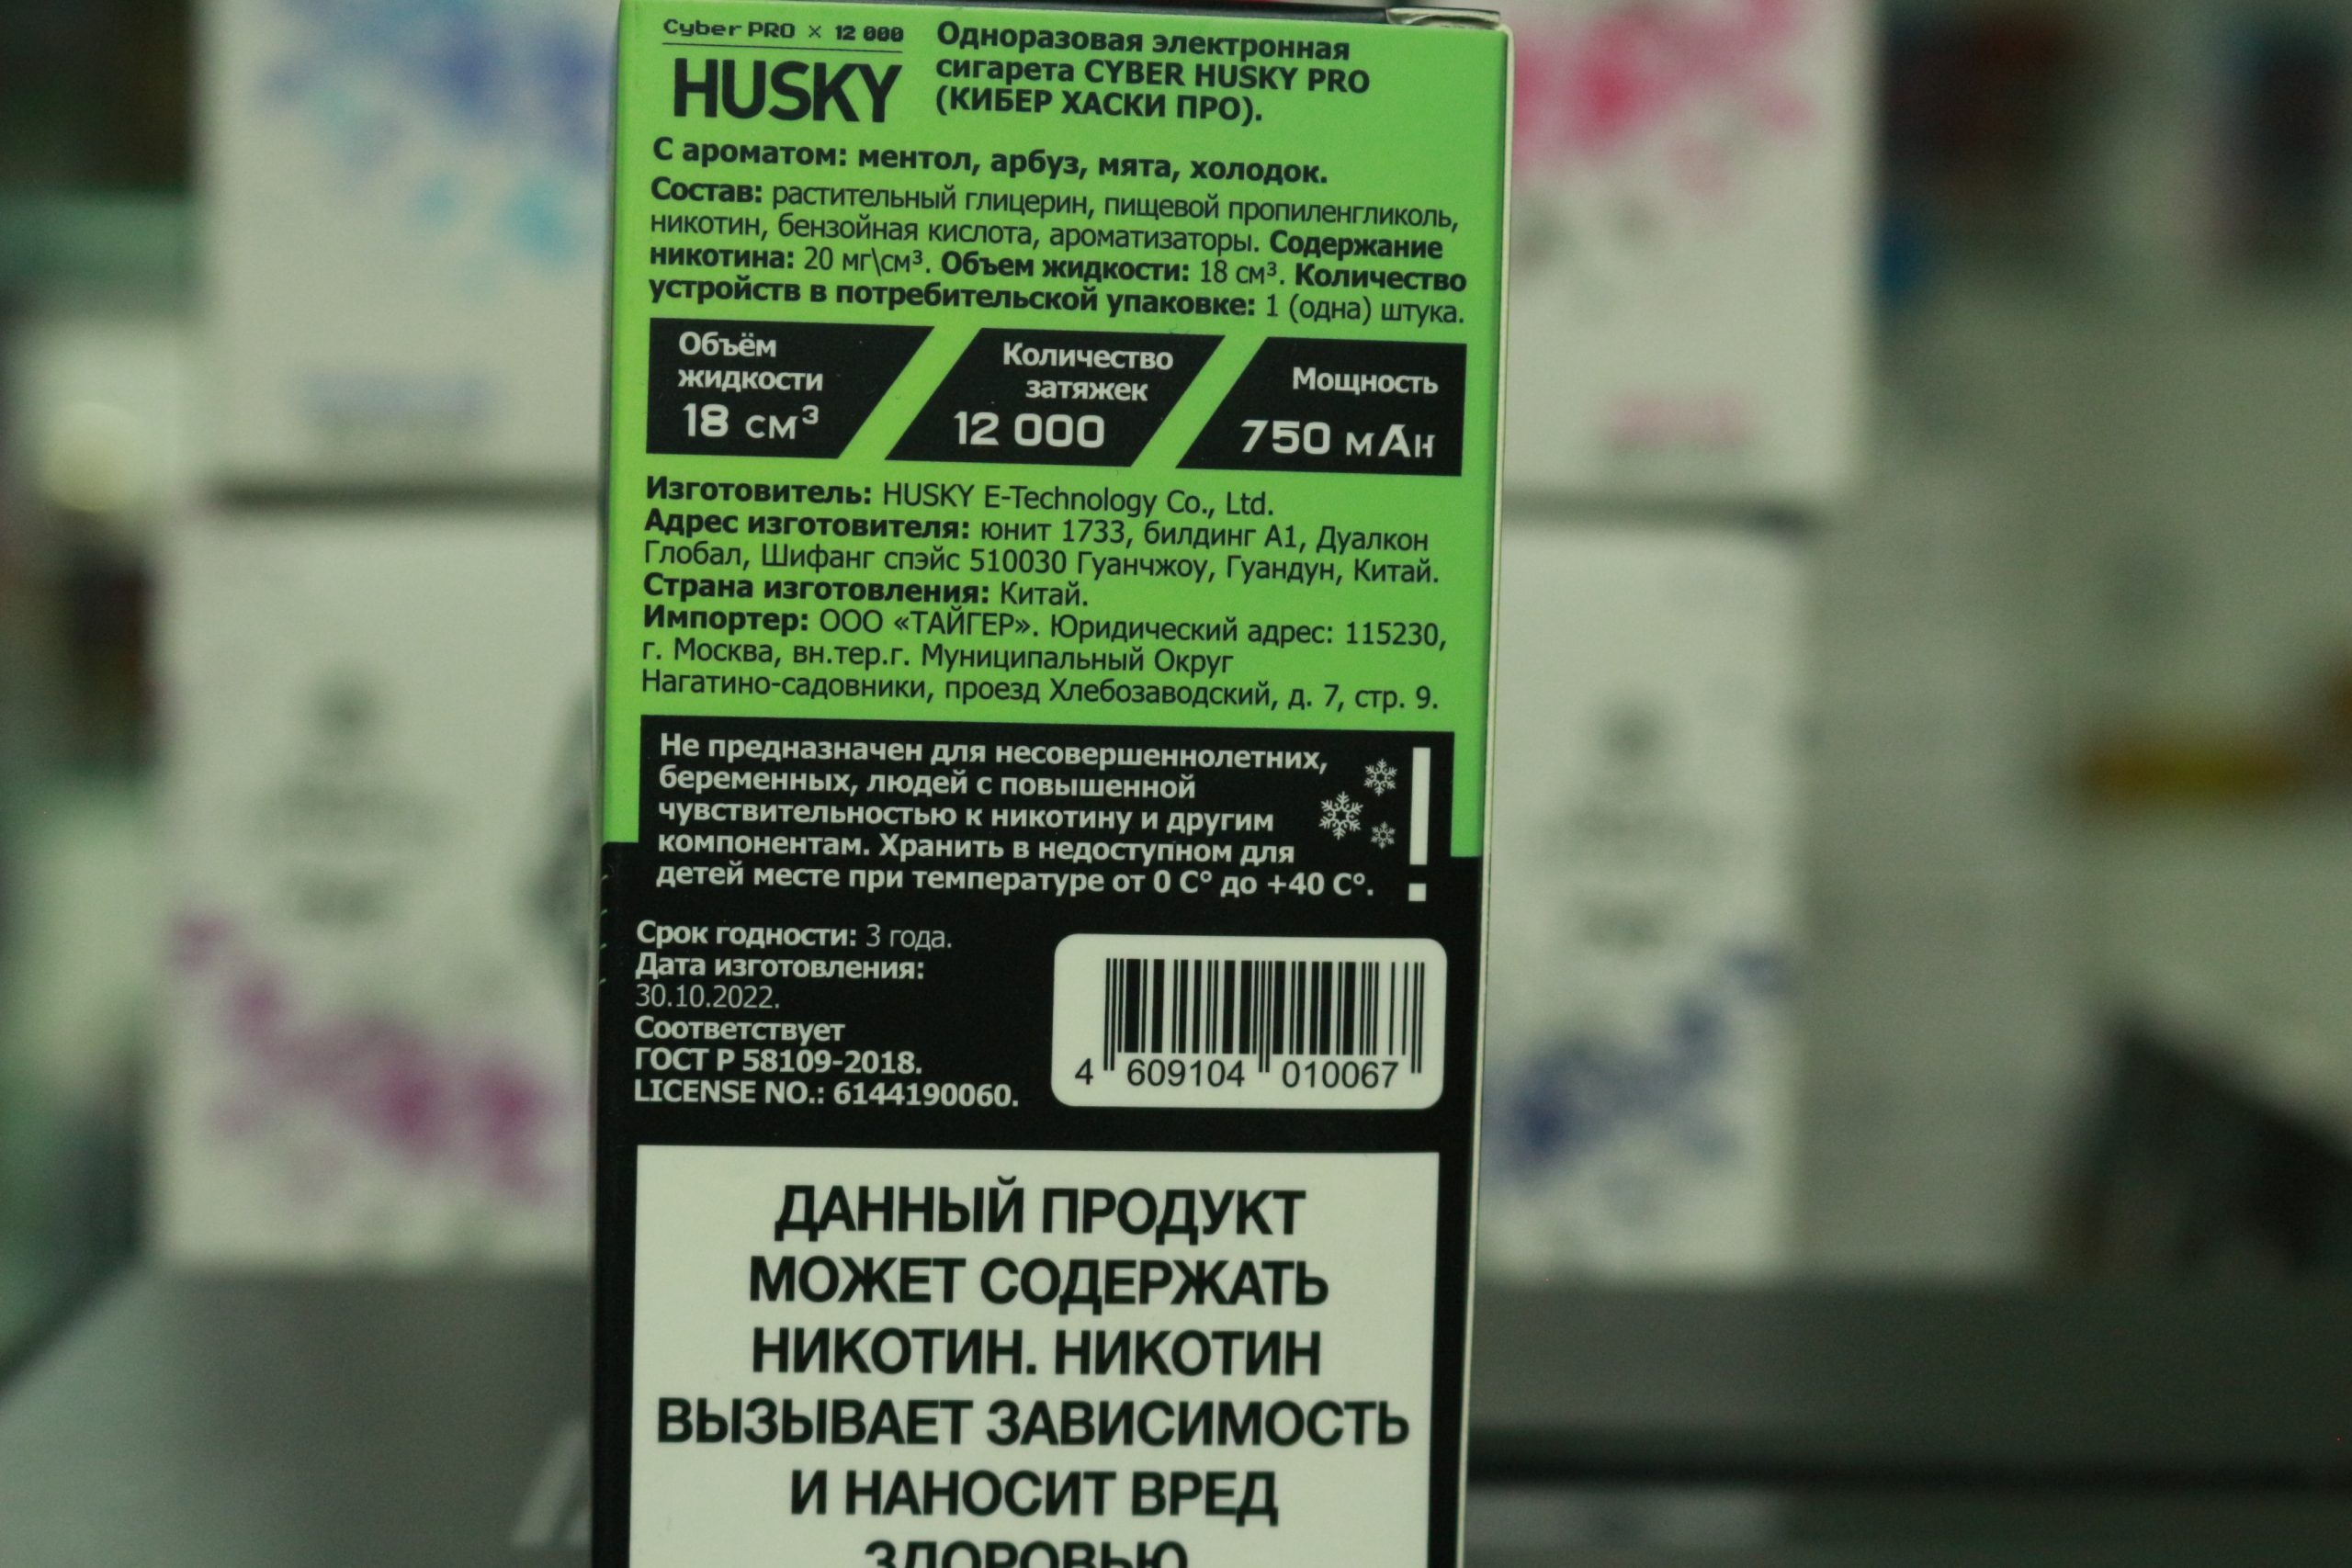 Cyber PRO × 12 000
HUSKY
Одноразовая электронная
сигарета CYBER HUSKY PRO
(КИБЕР ХАСКИ ПРО).
С ароматом: ментол, арбуз, мята, холодок.
Состав: растительный глицерин, пищевой пропиленгликоль,
никотин, бензойная кислота, ароматизаторы. Содержание
никотина: 20 мг\см³. Объем жидкости: 18 см³. Количество
устройств в потребительской упаковке: 1 (одна) штука.
Объём
жидкости
18 см³
Количество
затяжек
12 000
Мощность
750 мАн
Изготовитель: HUSKY E-Technology Co., Ltd.
Адрес изготовителя: юнит 1733, билдинг А1, Дуалкон
Глобал, Шифанг спэйс 510030 Гуанчжоу, Гуандун, Китай.
Страна изготовления: Китай.
Импортер: ООО «ТАЙГЕР». Юридический адрес: 115230,
г. Москва, вн.тер.г. Муниципальный Округ
Нагатино-садовники, проезд Хлебозаводский, д. 7, стр. 9.
Не предназначен для несовершеннолетних,
беременных, людей с повышенной
чувствительностью к никотину и другим
компонентам. Хранить в недоступном для
детей месте при температуре от 0 С° до +40 С°.
!
Срок годности: 3 года.
Дата изготовления:
30.10.2022.
Соответствует
ГОСТ Р 58109-2018.
LICENSE NO.: 6144190060.
4 609104 010067
ДАННЫЙ ПРОДУКТ
МОЖЕТ СОДЕРЖАТЬ
НИКОТИН. НИКОТИН
ВЫЗЫВАЕТ ЗАВИСИМОСТЬ
И НАНОСИТ ВРЕД
ЗДОРОВЬЮ